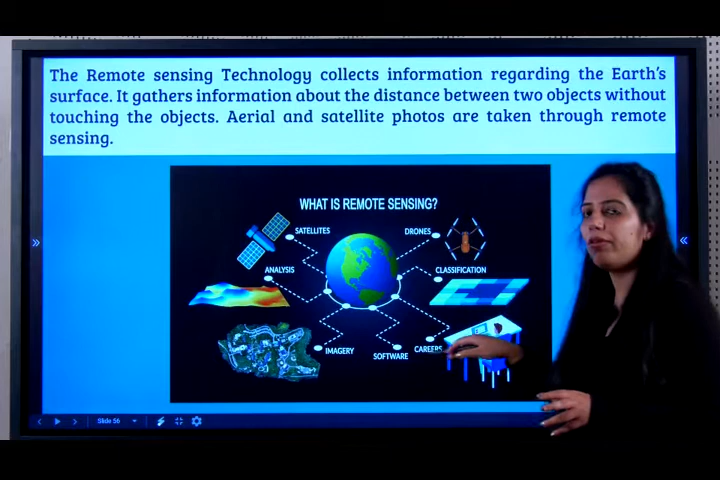 The Remote sensing Technology collects information regarding the Earth's
surface. It gathers information about the distance between two objects without
touching the objects. Aerial and satellite photos are taken through remote
sensing.
WHAT IS REMOTE SENSING?
SATELLITES
DRONES
ANALYSIS
CLASSIFICATION
IMAGERY
SOFTWARE
CAREERS
Slide 56